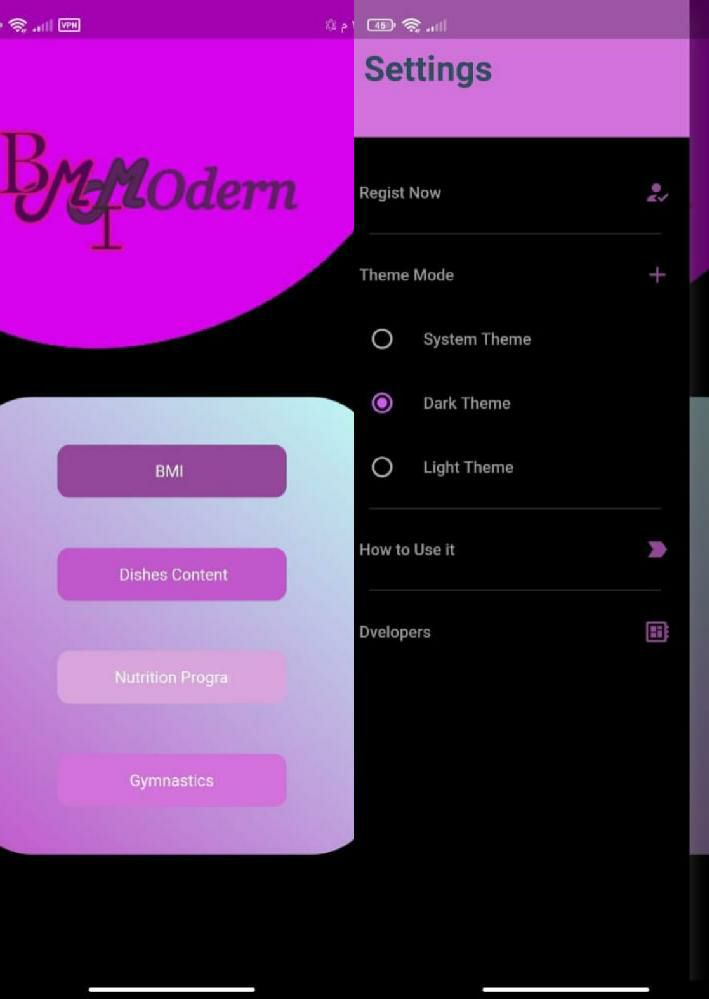 VPN
م
BMI MOdern
BMI
Dishes Content
Nutrition Progra
Gymnastics
45
Settings
Regist Now
Theme Mode
System Theme
Dark Theme
Light Theme
How to Use it
Dvelopers